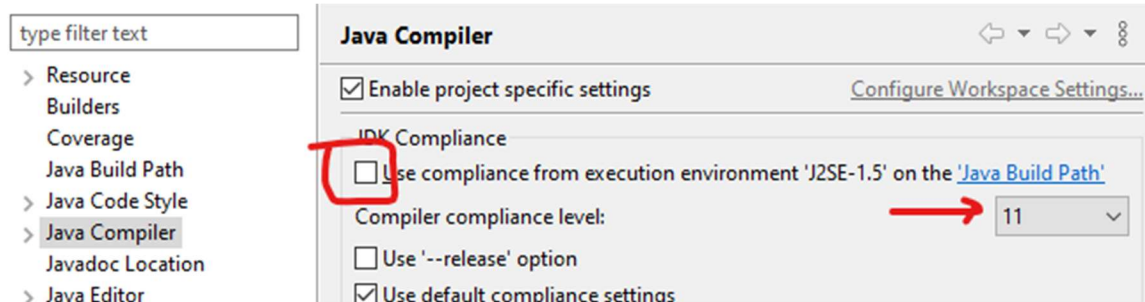 type filter text
Resource
Builders
Coverage
Java Build Path
Java Code Style
Java Compiler
Javadoc Location
Java Editor
Java Compiler
Enable project specific settings
Configure Workspace Settings...
JDK Compliance
Use compliance from execution environment 'J2SE-1.5' on the 'Java Build Path'
Compiler compliance level:
11
Use '--release' option
Use default compliance settings